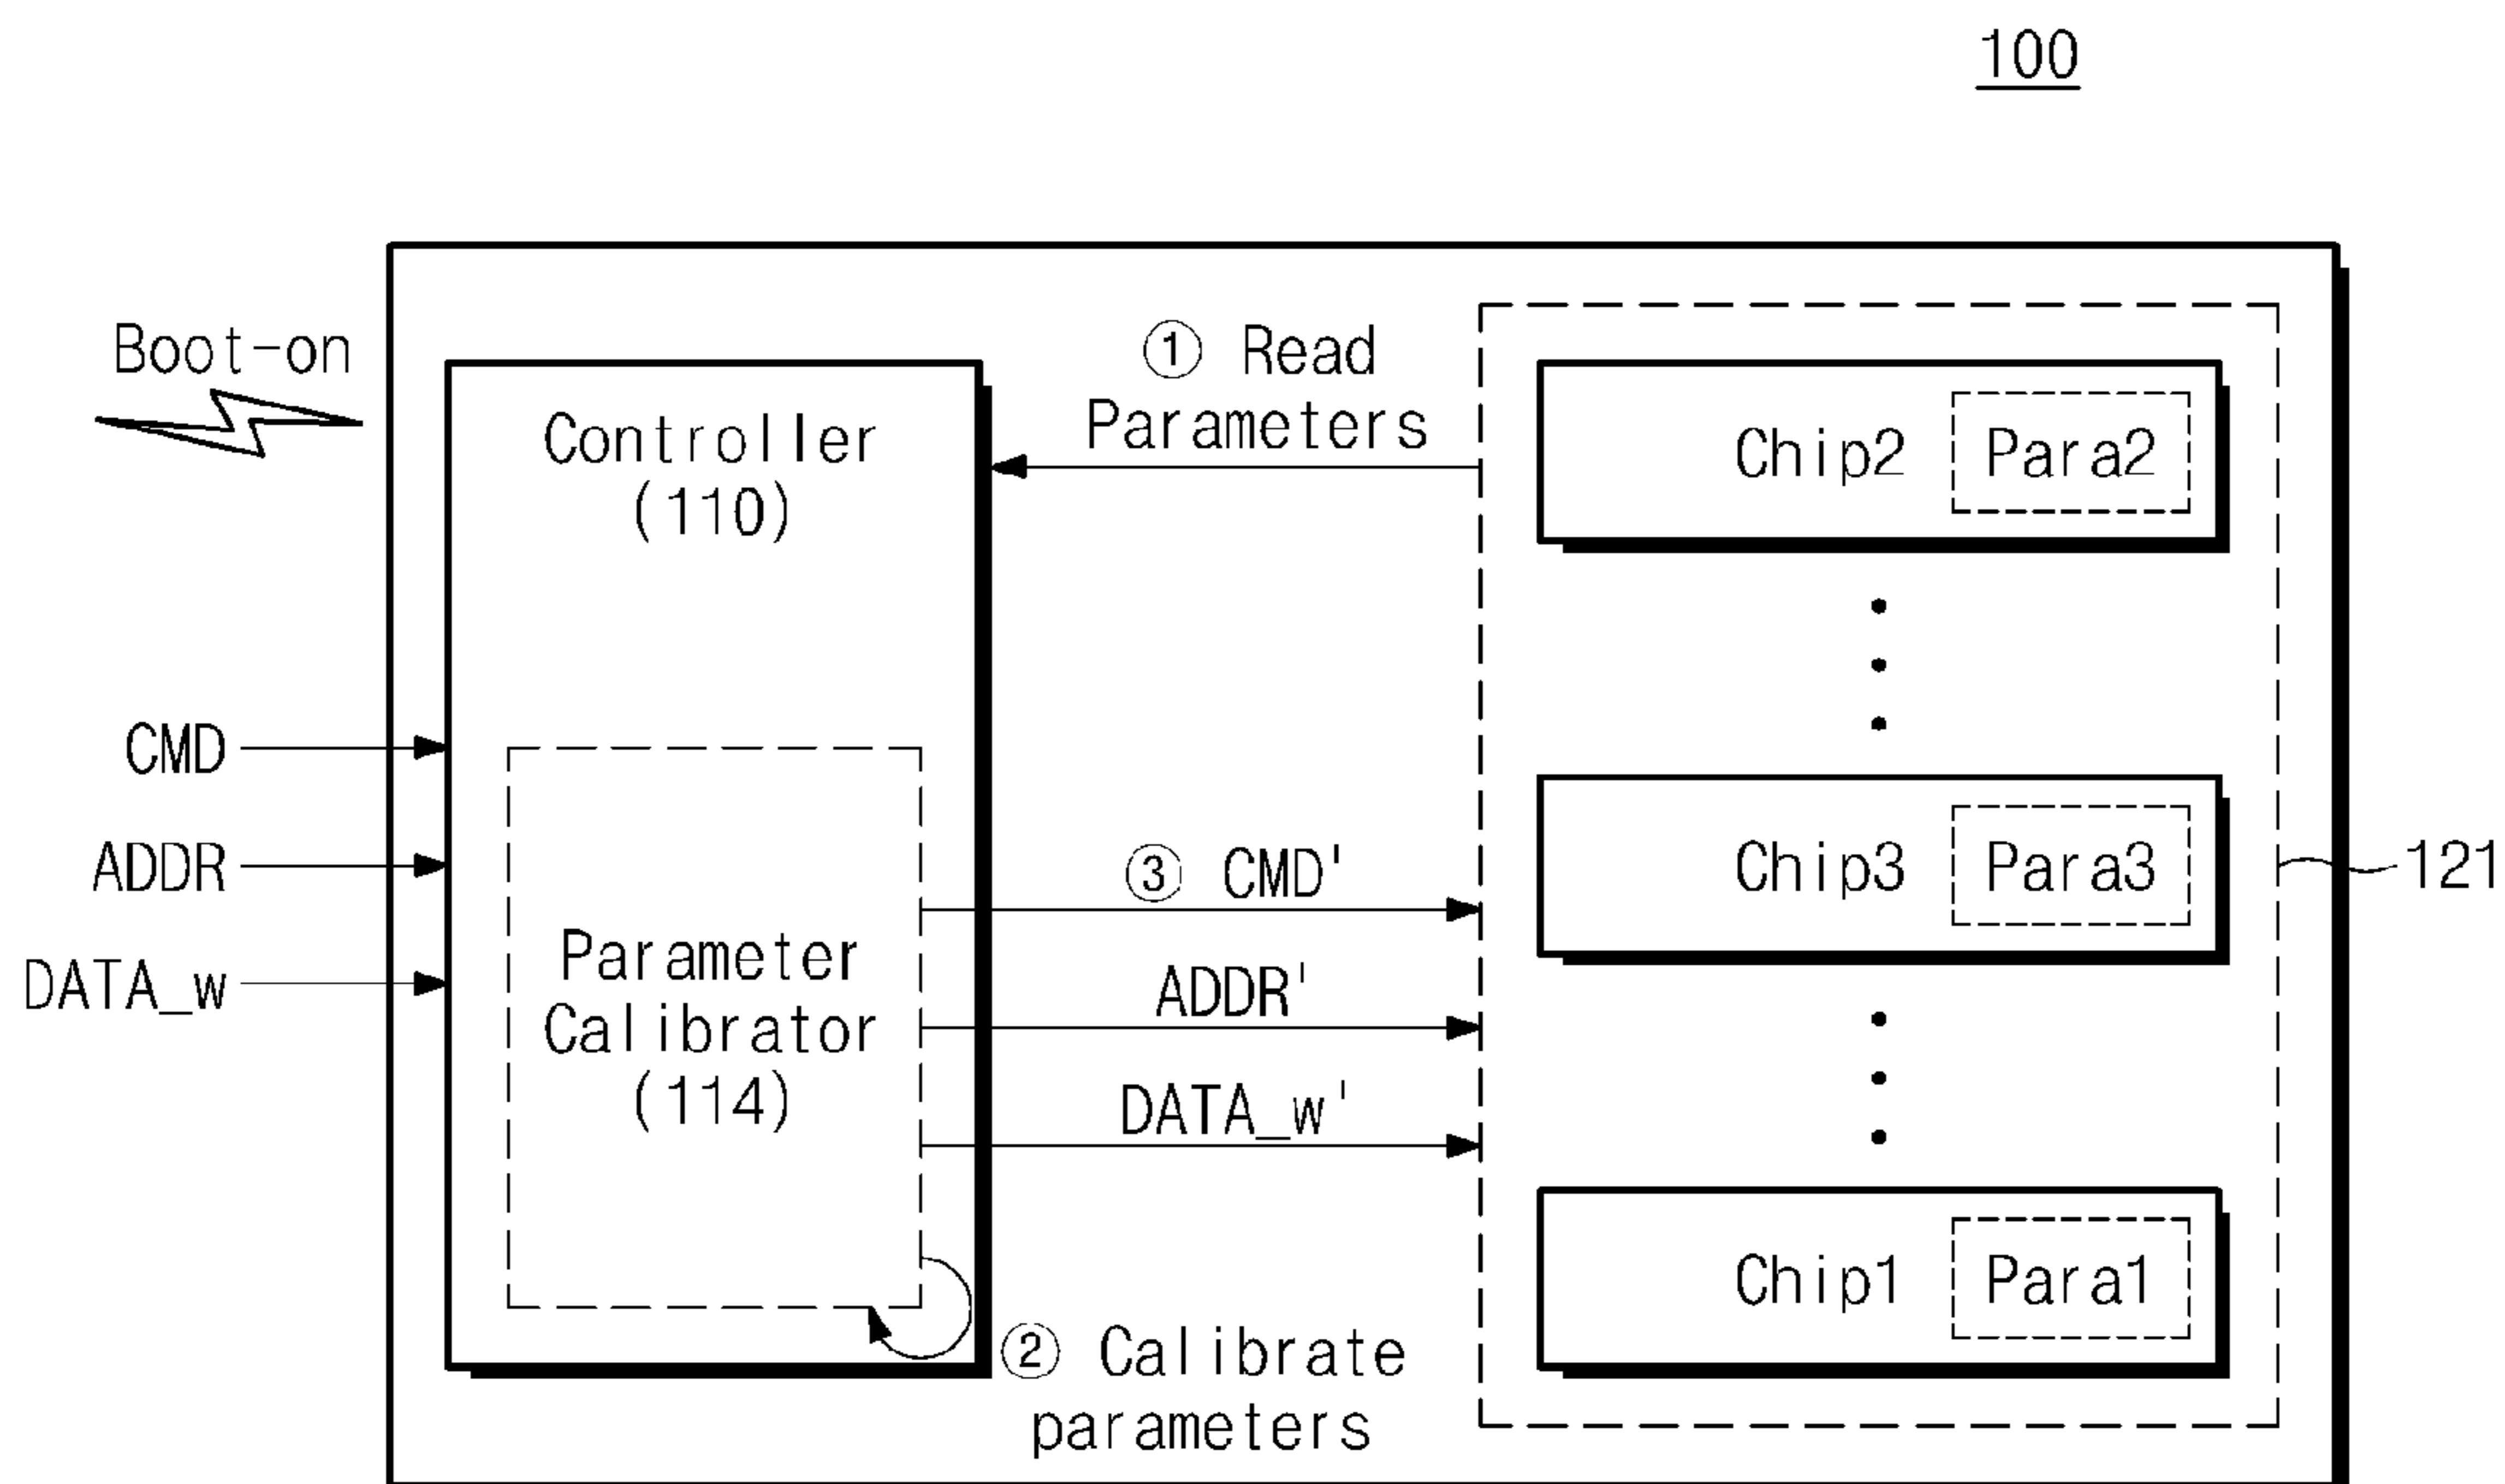 100
Boot-on
Controller
(110)
① Read
Parameters
Chip2 Para2
CMD
ADDR
DATA_w
Parameter
Calibrator
(114)
③ CMD'
ADDR'
DATA_w'
Chip3 Para3
121
② Calibrate
parameters
Chip1 Para1